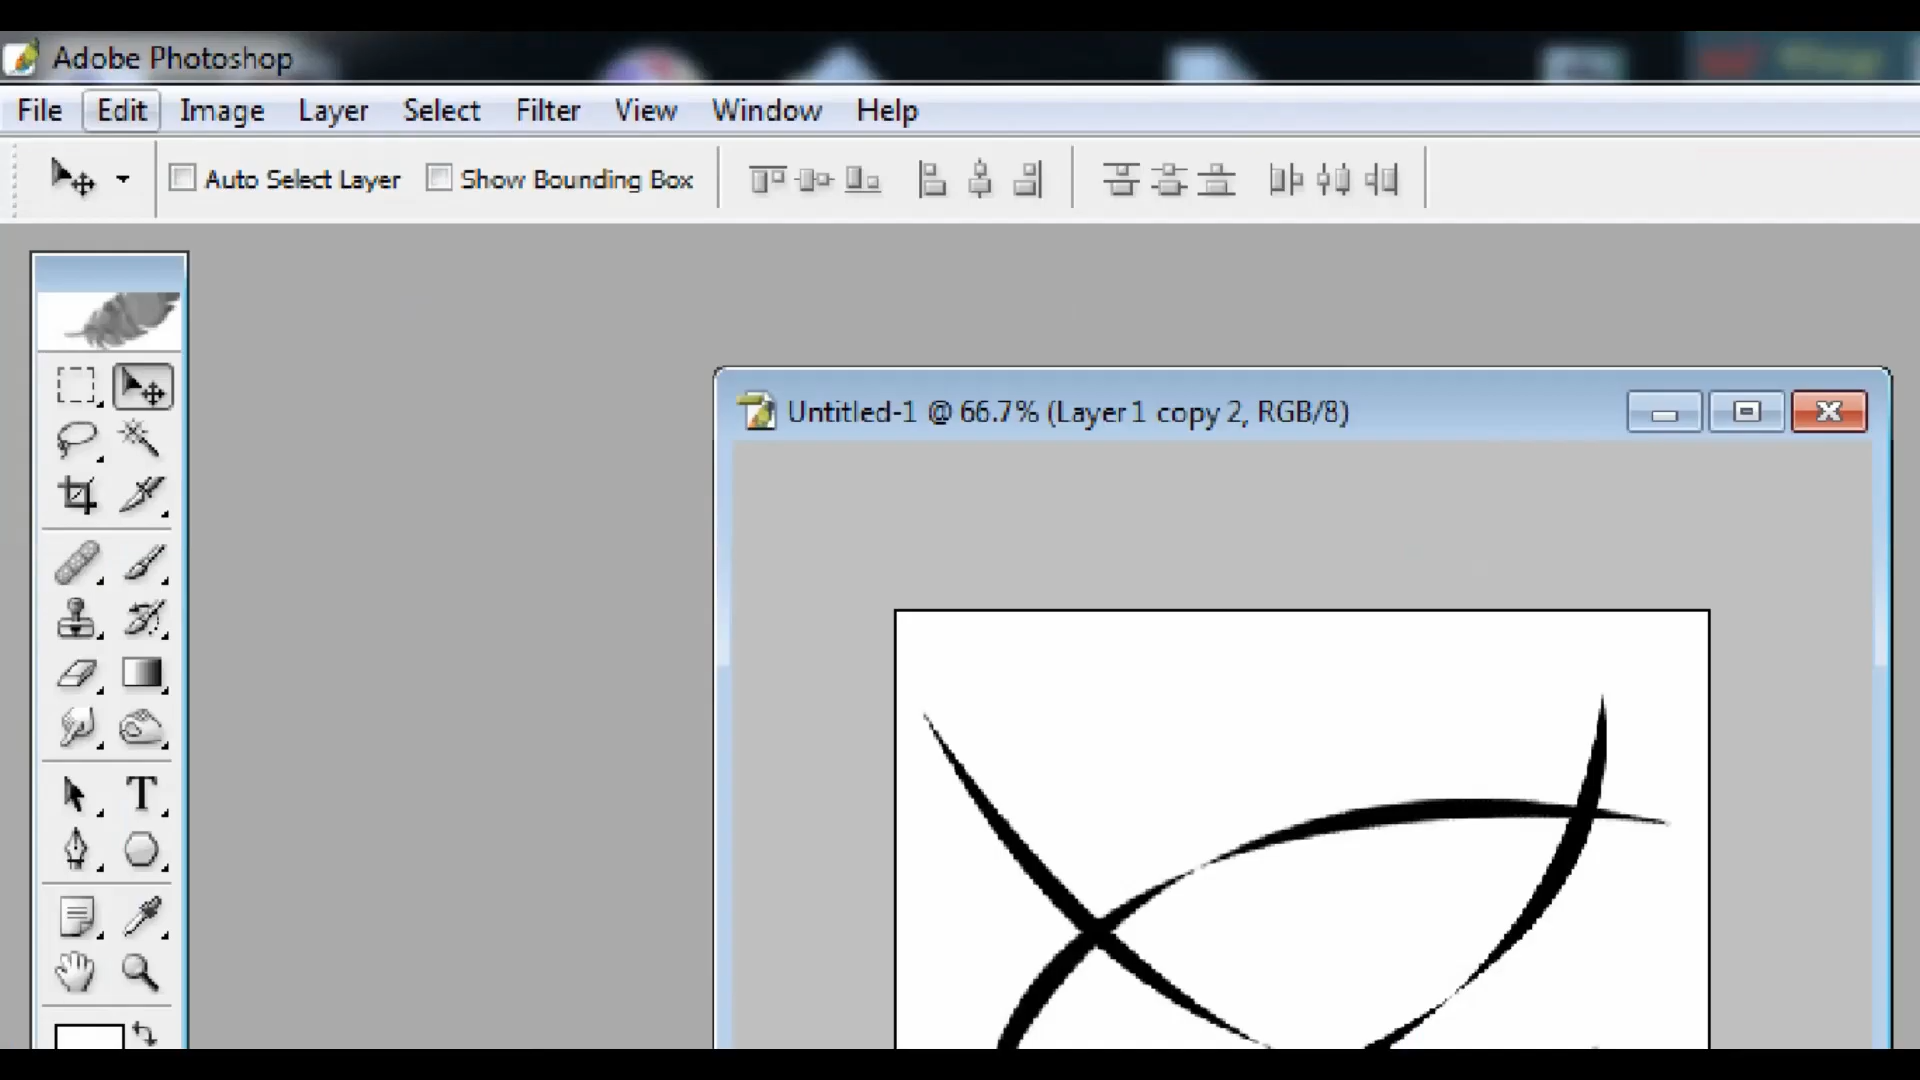 Adobe Photoshop
File Edit Image Layer Select Filter View Window Help
Auto Select Layer Show Bounding Box
Untitled-1 @ 66.7% (Layer 1 copy 2, RGB/8)
T